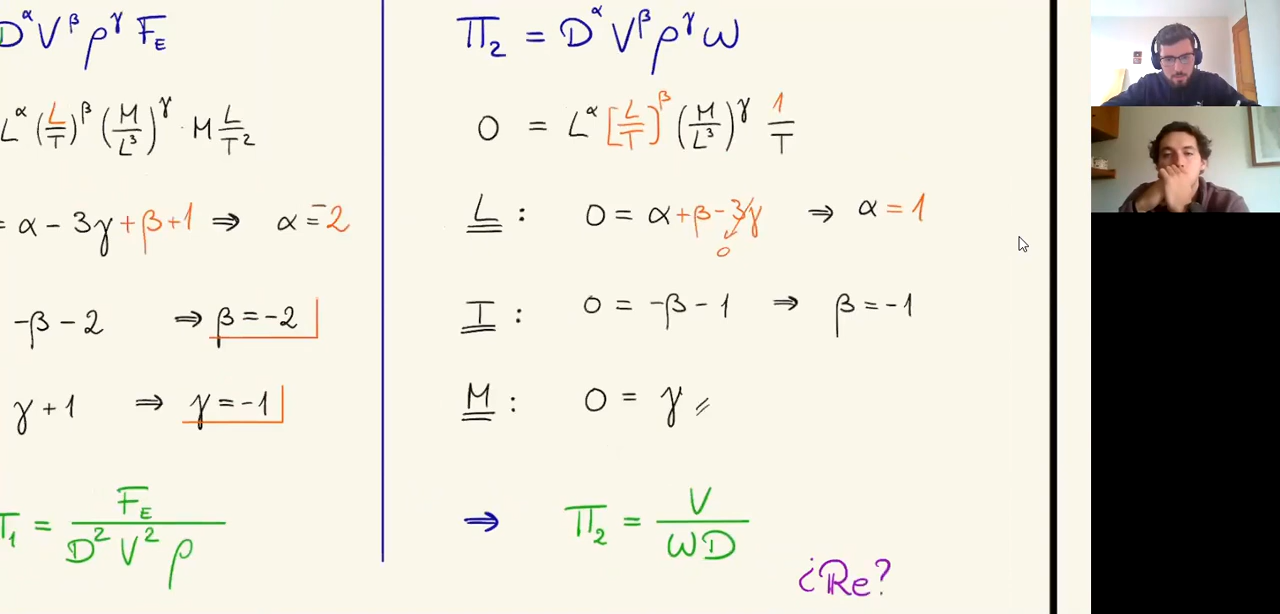 D^α V^β ρ^γ F_E
L^α (L/T)^β (M/L³)^γ · M L/T²
= α - 3γ + β + 1 ⇒ α = -2
-β - 2 ⇒ β = -2
γ + 1 ⇒ γ = -1
π₁ = F_E / D² V² ρ
π₂ = D^α V^β ρ^γ ω
0 = L^α [L/T]^β (M/L³)^γ 1/T
L : 0 = α + β - 3γ ⇒ α = 1
0
T : 0 = -β - 1 ⇒ β = -1
M : 0 = γ
⇒ π₂ = V / ωD
¿Re?